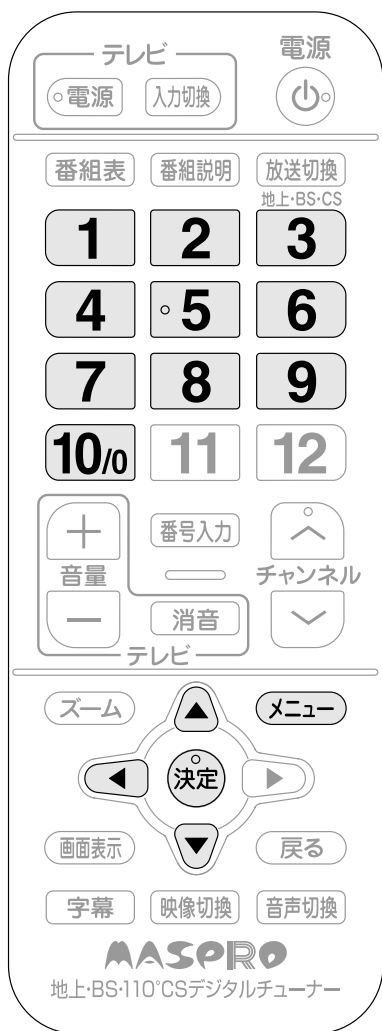 テレビ
電源
電源 入力切換
番組表 番組説明 放送切換
地上・BS・CS
1 2 3
4 5 6
7 8 9
10/0 11 12
番号入力
音量 チャンネル
消音
テレビ
ズーム メニュー
決定
画面表示 戻る
字幕 映像切換 音声切換
MASPRO
地上・BS・110°CSデジタルチューナー